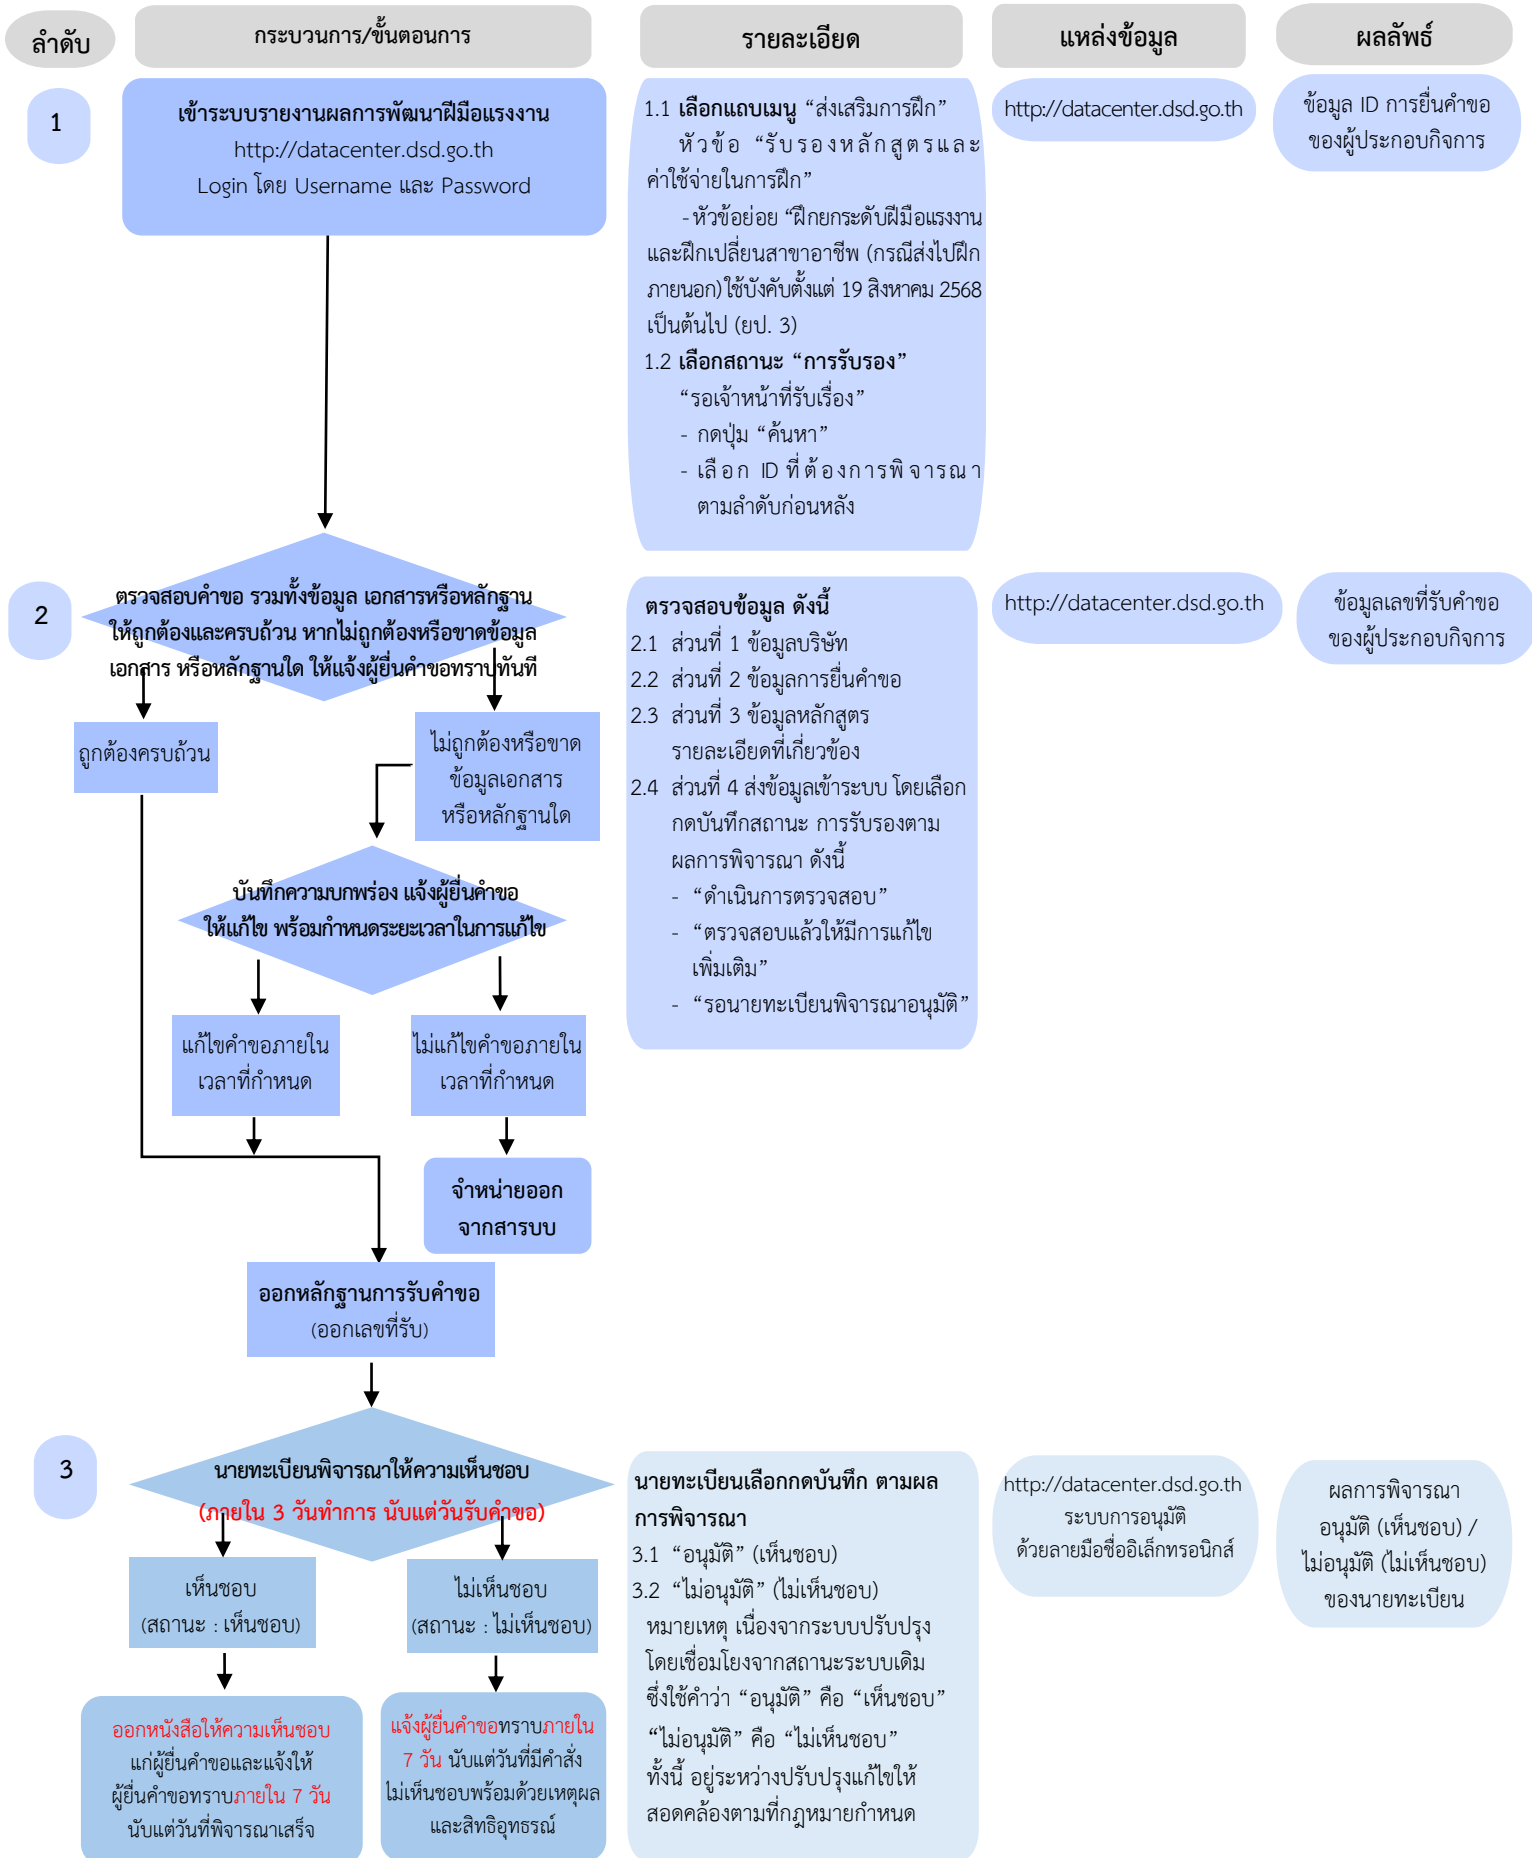 ลำดับ
กระบวนการ/ขั้นตอนการ
รายละเอียด
แหล่งข้อมูล
ผลลัพธ์
1
เข้าระบบรายงานผลการพัฒนาฝีมือแรงงาน
http://datacenter.dsd.go.th
Login โดย Username และ Password
1.1 เลือกแถบเมนู “ส่งเสริมการฝึก”
หัวข้อ “รับรองหลักสูตรและ
ค่าใช้จ่ายในการฝึก”
- หัวข้อย่อย “ฝึกยกระดับฝีมือแรงงาน
และฝึกเปลี่ยนสาขาอาชีพ (กรณีส่งไปฝึก
ภายนอก) ใช้บังคับตั้งแต่ 19 สิงหาคม 2568
เป็นต้นไป (ยป. 3)
1.2 เลือกสถานะ “การรับรอง”
“รอเจ้าหน้าที่รับเรื่อง”
- กดปุ่ม “ค้นหา”
- เลือก ID ที่ต้องการพิจารณา
ตามลำดับก่อนหลัง
http://datacenter.dsd.go.th
ข้อมูล ID การยื่นคำขอ
ของผู้ประกอบกิจการ
2
ตรวจสอบคำขอ รวมทั้งข้อมูล เอกสารหรือหลักฐาน
ให้ถูกต้องและครบถ้วน หากไม่ถูกต้องหรือขาดข้อมูล
เอกสาร หรือหลักฐานใด ให้แจ้งผู้ยื่นคำขอทราบทันที
ถูกต้องครบถ้วน
ไม่ถูกต้องหรือขาด
ข้อมูลเอกสาร
หรือหลักฐานใด
บันทึกความบกพร่อง แจ้งผู้ยื่นคำขอ
ให้แก้ไข พร้อมกำหนดระยะเวลาในการแก้ไข
แก้ไขคำขอภายใน
เวลาที่กำหนด
ไม่แก้ไขคำขอภายใน
เวลาที่กำหนด
จำหน่ายออก
จากสารบบ
ออกหลักฐานการรับคำขอ
(ออกเลขที่รับ)
ตรวจสอบข้อมูล ดังนี้
2.1 ส่วนที่ 1 ข้อมูลบริษัท
2.2 ส่วนที่ 2 ข้อมูลการยื่นคำขอ
2.3 ส่วนที่ 3 ข้อมูลหลักสูตร
รายละเอียดที่เกี่ยวข้อง
2.4 ส่วนที่ 4 ส่งข้อมูลเข้าระบบ โดยเลือก
กดบันทึกสถานะ การรับรองตาม
ผลการพิจารณา ดังนี้
- “ดำเนินการตรวจสอบ”
- “ตรวจสอบแล้วให้มีการแก้ไข
เพิ่มเติม”
- “รอนายทะเบียนพิจารณาอนุมัติ”
http://datacenter.dsd.go.th
ข้อมูลเลขที่รับคำขอ
ของผู้ประกอบกิจการ
3
นายทะเบียนพิจารณาให้ความเห็นชอบ
(ภายใน 3 วันทำการ นับแต่วันรับคำขอ)
เห็นชอบ
(สถานะ : เห็นชอบ)
ไม่เห็นชอบ
(สถานะ : ไม่เห็นชอบ)
ออกหนังสือให้ความเห็นชอบ
แก่ผู้ยื่นคำขอและแจ้งให้
ผู้ยื่นคำขอทราบภายใน 7 วัน
นับแต่วันที่พิจารณาเสร็จ
แจ้งผู้ยื่นคำขอทราบภายใน
7 วัน นับแต่วันที่มีคำสั่ง
ไม่เห็นชอบพร้อมด้วยเหตุผล
และสิทธิอุทธรณ์
นายทะเบียนเลือกกดบันทึก ตามผล
การพิจารณา
3.1 “อนุมัติ” (เห็นชอบ)
3.2 “ไม่อนุมัติ” (ไม่เห็นชอบ)
หมายเหตุ เนื่องจากระบบปรับปรุง
โดยเชื่อมโยงจากสถานะระบบเดิม
ซึ่งใช้คำว่า “อนุมัติ” คือ “เห็นชอบ”
“ไม่อนุมัติ” คือ “ไม่เห็นชอบ”
ทั้งนี้ อยู่ระหว่างปรับปรุงแก้ไขให้
สอดคล้องตามที่กฎหมายกำหนด
http://datacenter.dsd.go.th
ระบบการอนุมัติ
ด้วยลายมือชื่ออิเล็กทรอนิกส์
ผลการพิจารณา
อนุมัติ (เห็นชอบ) /
ไม่อนุมัติ (ไม่เห็นชอบ)
ของนายทะเบียน